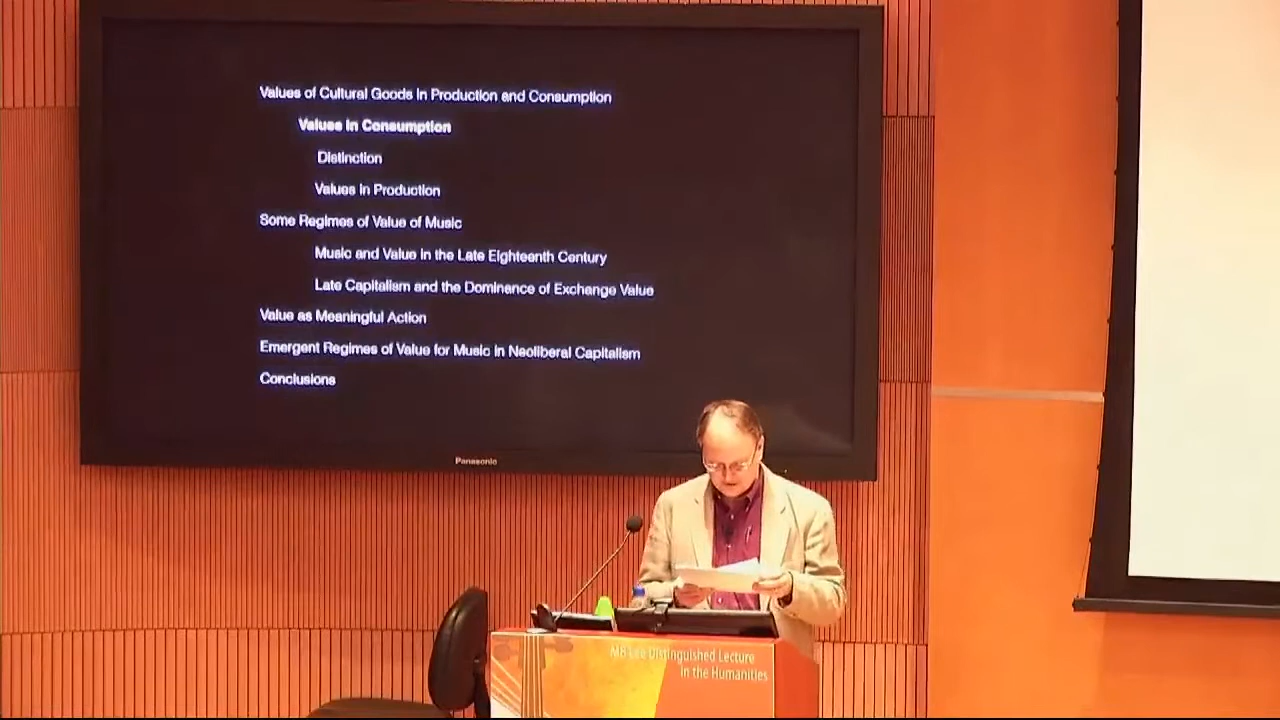 Values of Cultural Goods in Production and Consumption
Values in Consumption
Distinction
Values in Production
Some Regimes of Value of Music
Music and Value in the Late Eighteenth Century
Late Capitalism and the Dominance of Exchange Value
Value as Meaningful Action
Emergent Regimes of Value for Music in Neoliberal Capitalism
Conclusions
Panasonic
MB Lee Distinguished Lecture
in the Humanities